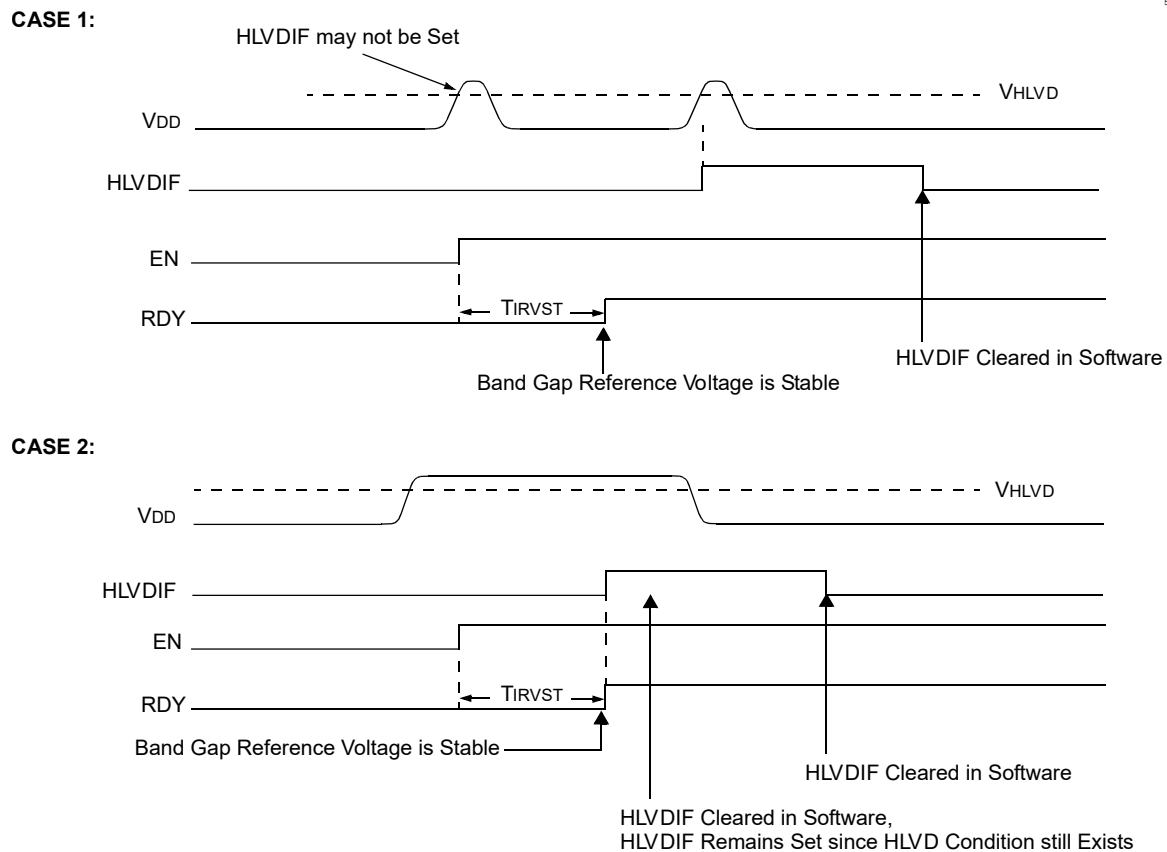 CASE 1:
HLVDIF may not be Set
VHLVD
VDD
HLVDIF
EN
TIRVST
RDY
HLVDIF Cleared in Software
Band Gap Reference Voltage is Stable
CASE 2:
VHLVD
VDD
HLVDIF
EN
TIRVST
RDY
Band Gap Reference Voltage is Stable
HLVDIF Cleared in Software
HLVDIF Cleared in Software,
HLVDIF Remains Set since HLVD Condition still Exists